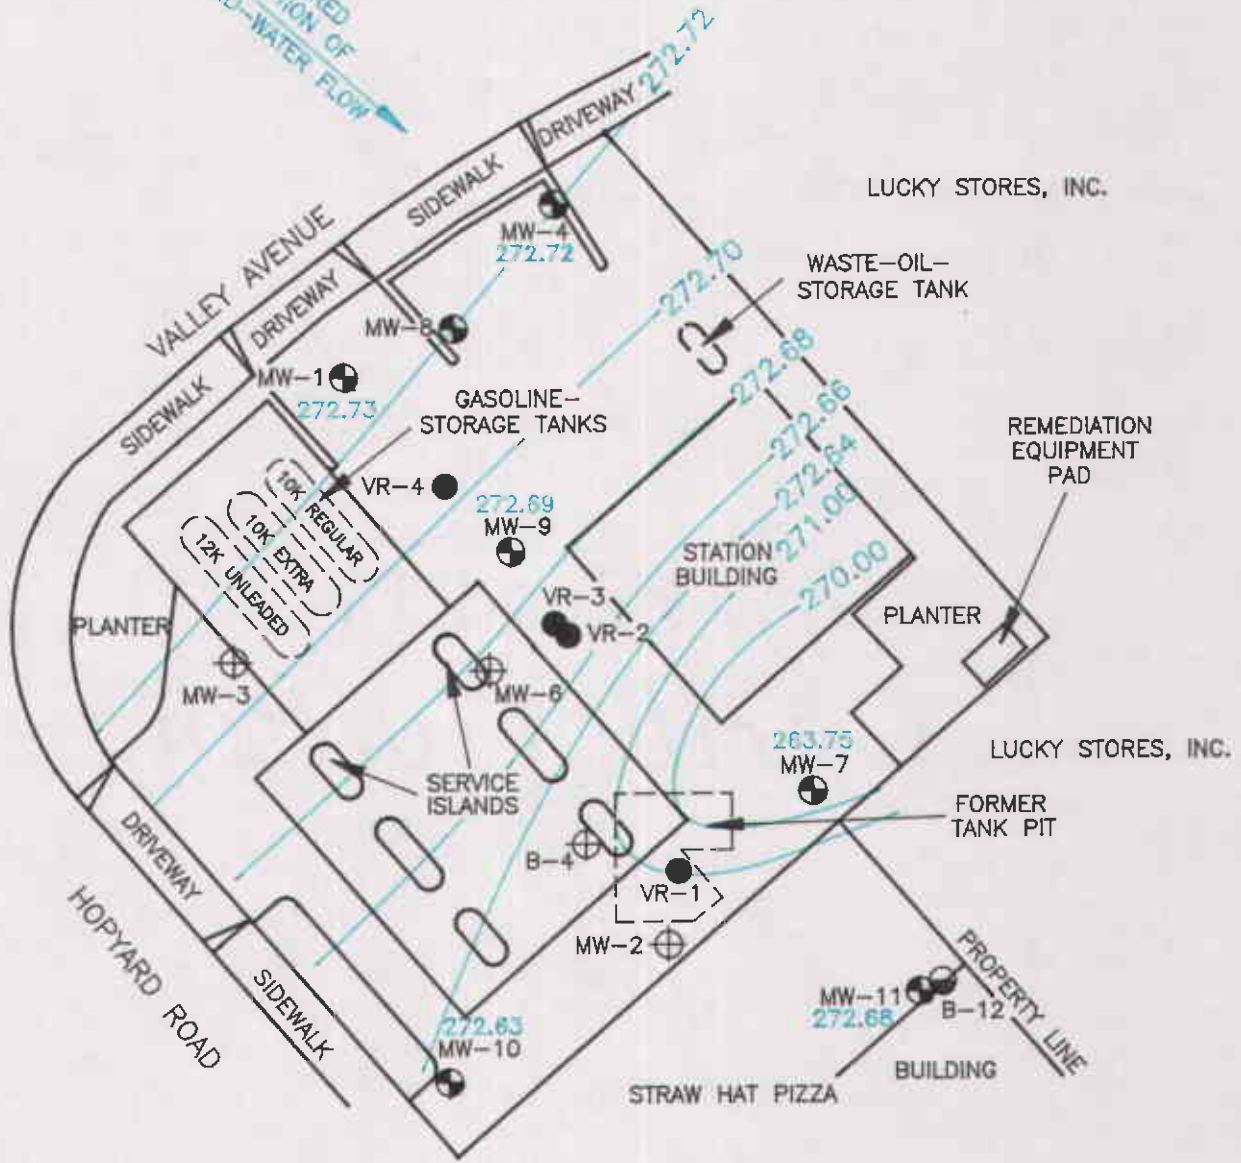 OF
-WATER FLOW
272.72
DRIVEWAY
SIDEWALK
LUCKY STORES, INC.
MW-4
272.72
VALLEY AVENUE
DRIVEWAY
272.70
WASTE-OIL-
STORAGE TANK
MW-8
MW-1
272.73
SIDEWALK
GASOLINE-
STORAGE TANKS
272.68
272.66
272.64
271.00
270.00
REMEDIATION
EQUIPMENT
PAD
VR-4
272.69
MW-9
10K REGULAR
10K EXTRA
12K UNLEADED
STATION
BUILDING
VR-3
VR-2
PLANTER
PLANTER
MW-3
MW-6
263.75
MW-7
LUCKY STORES, INC.
SERVICE
ISLANDS
FORMER
TANK PIT
DRIVEWAY
B-4
VR-1
HOPYARD ROAD
MW-2
SIDEWALK
PROPERTY LINE
MW-11
272.68
B-12
272.63
MW-10
BUILDING
STRAW HAT PIZZA